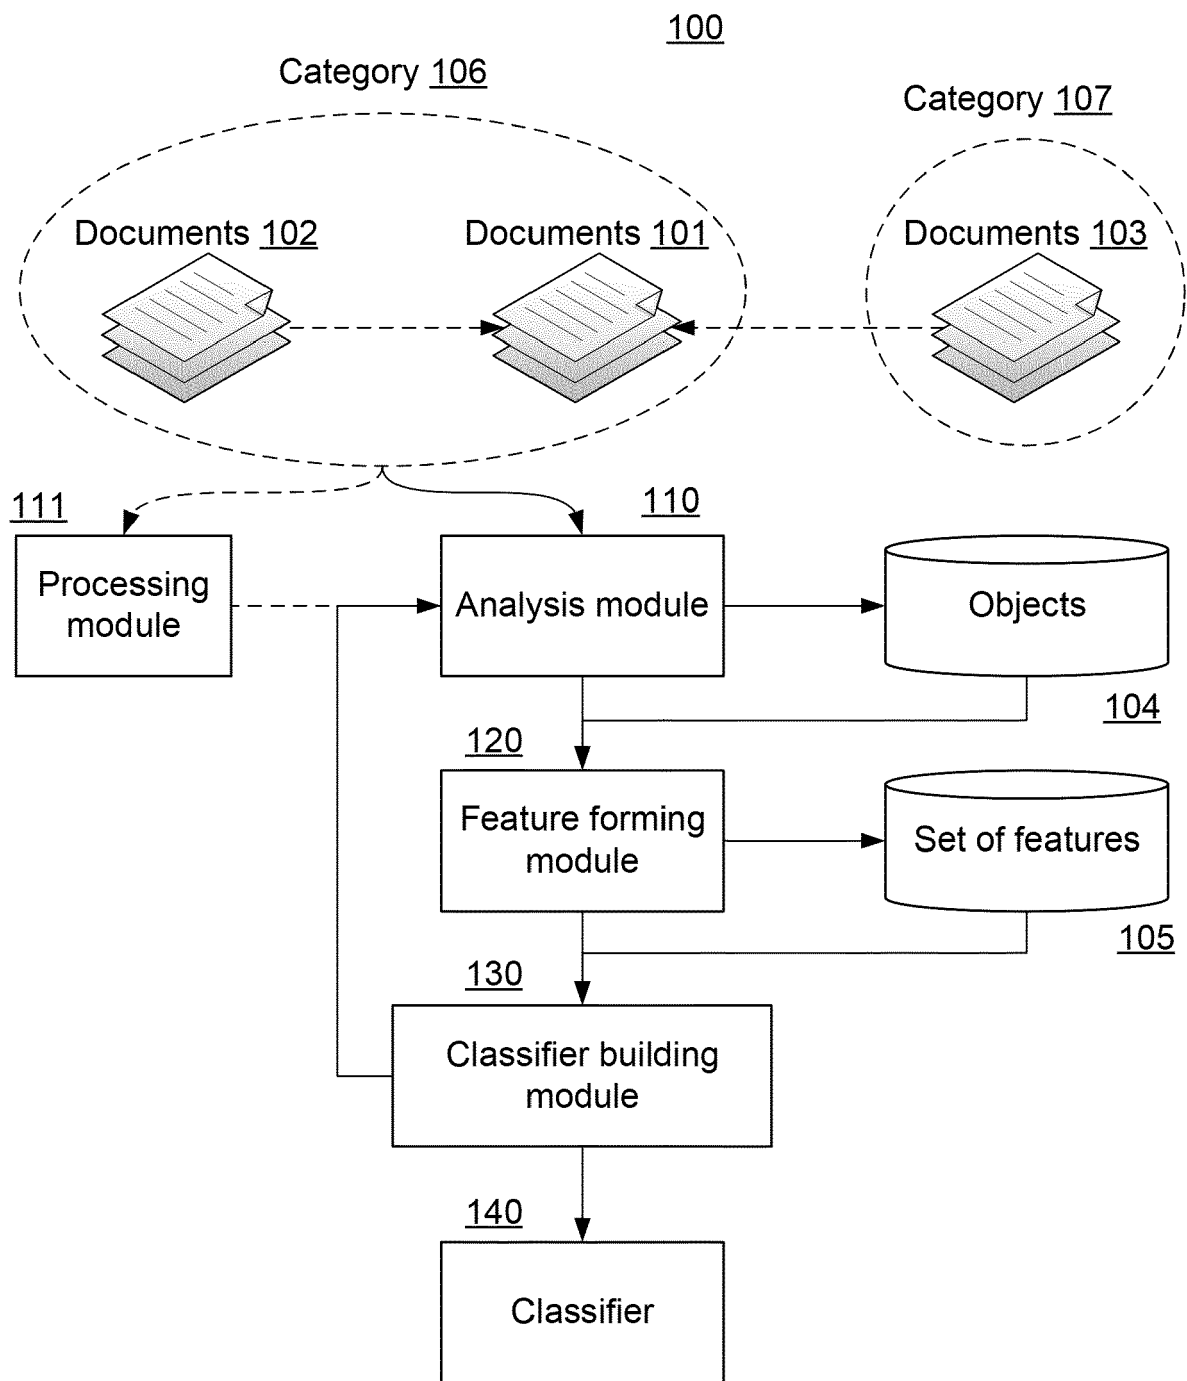 100
Category 106
Category 107
Documents 102
Documents 101
Documents 103
111
110
Processing
module
Analysis module
Objects
104
120
Feature forming
module
Set of features
105
130
Classifier building
module
140
Classifier